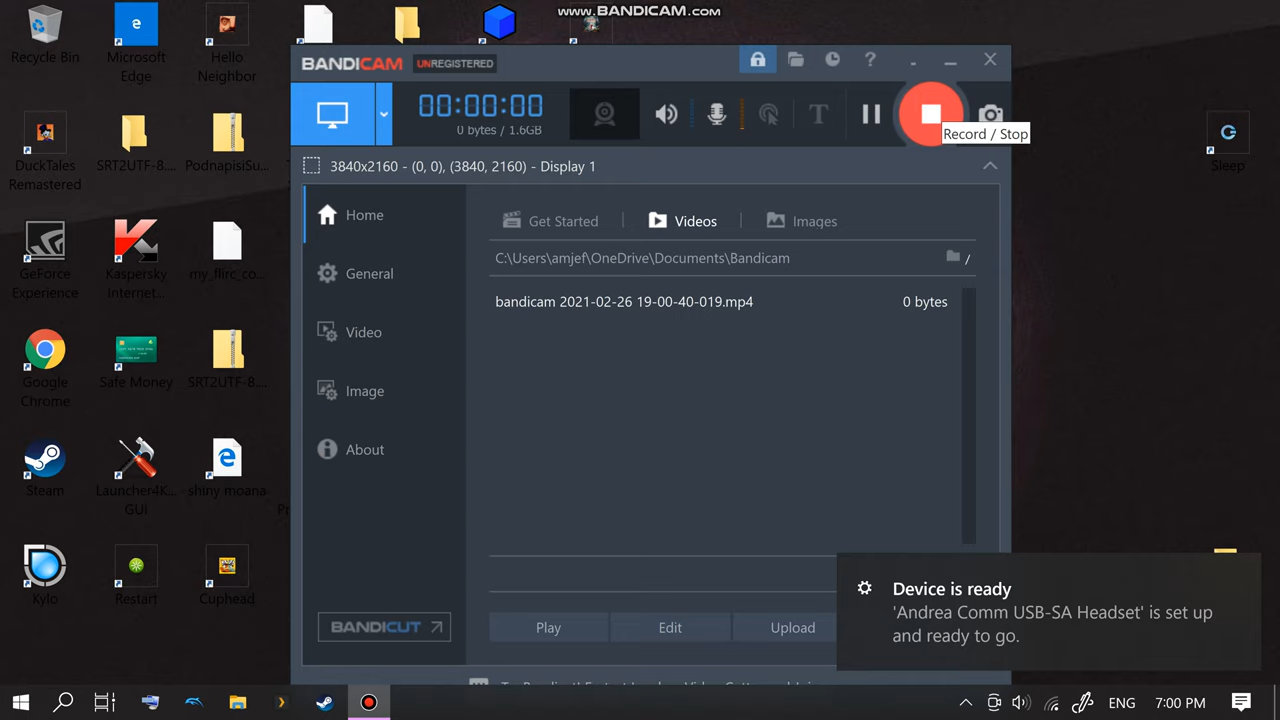 www.BANDICAM.com
Recycle Bin
Microsoft
Edge
Hello
Neighbor
DuckTales
Remastered
SRT2UTF-8....
PodnapisiSu...
GeForce
Experience
Kaspersky
Internet...
my_flirc_co...
Google
Chrome
Safe Money
SRT2UTF-8....
Steam
Launcher4K...
GUI
shiny moana
Kylo
Restart
Cuphead
Sleep
BANDICAM UNREGISTERED
00:00:00
0 bytes / 1.6GB
Record / Stop
3840x2160 - (0, 0), (3840, 2160) - Display 1
Home
General
Video
Image
About
BANDICUT
Get Started
Videos
Images
C:\Users\amjef\OneDrive\Documents\Bandicam
/
bandicam 2021-02-26 19-00-40-019.mp4
0 bytes
Play
Edit
Upload
Device is ready
'Andrea Comm USB-SA Headset' is set up
and ready to go.
ENG
7:00 PM